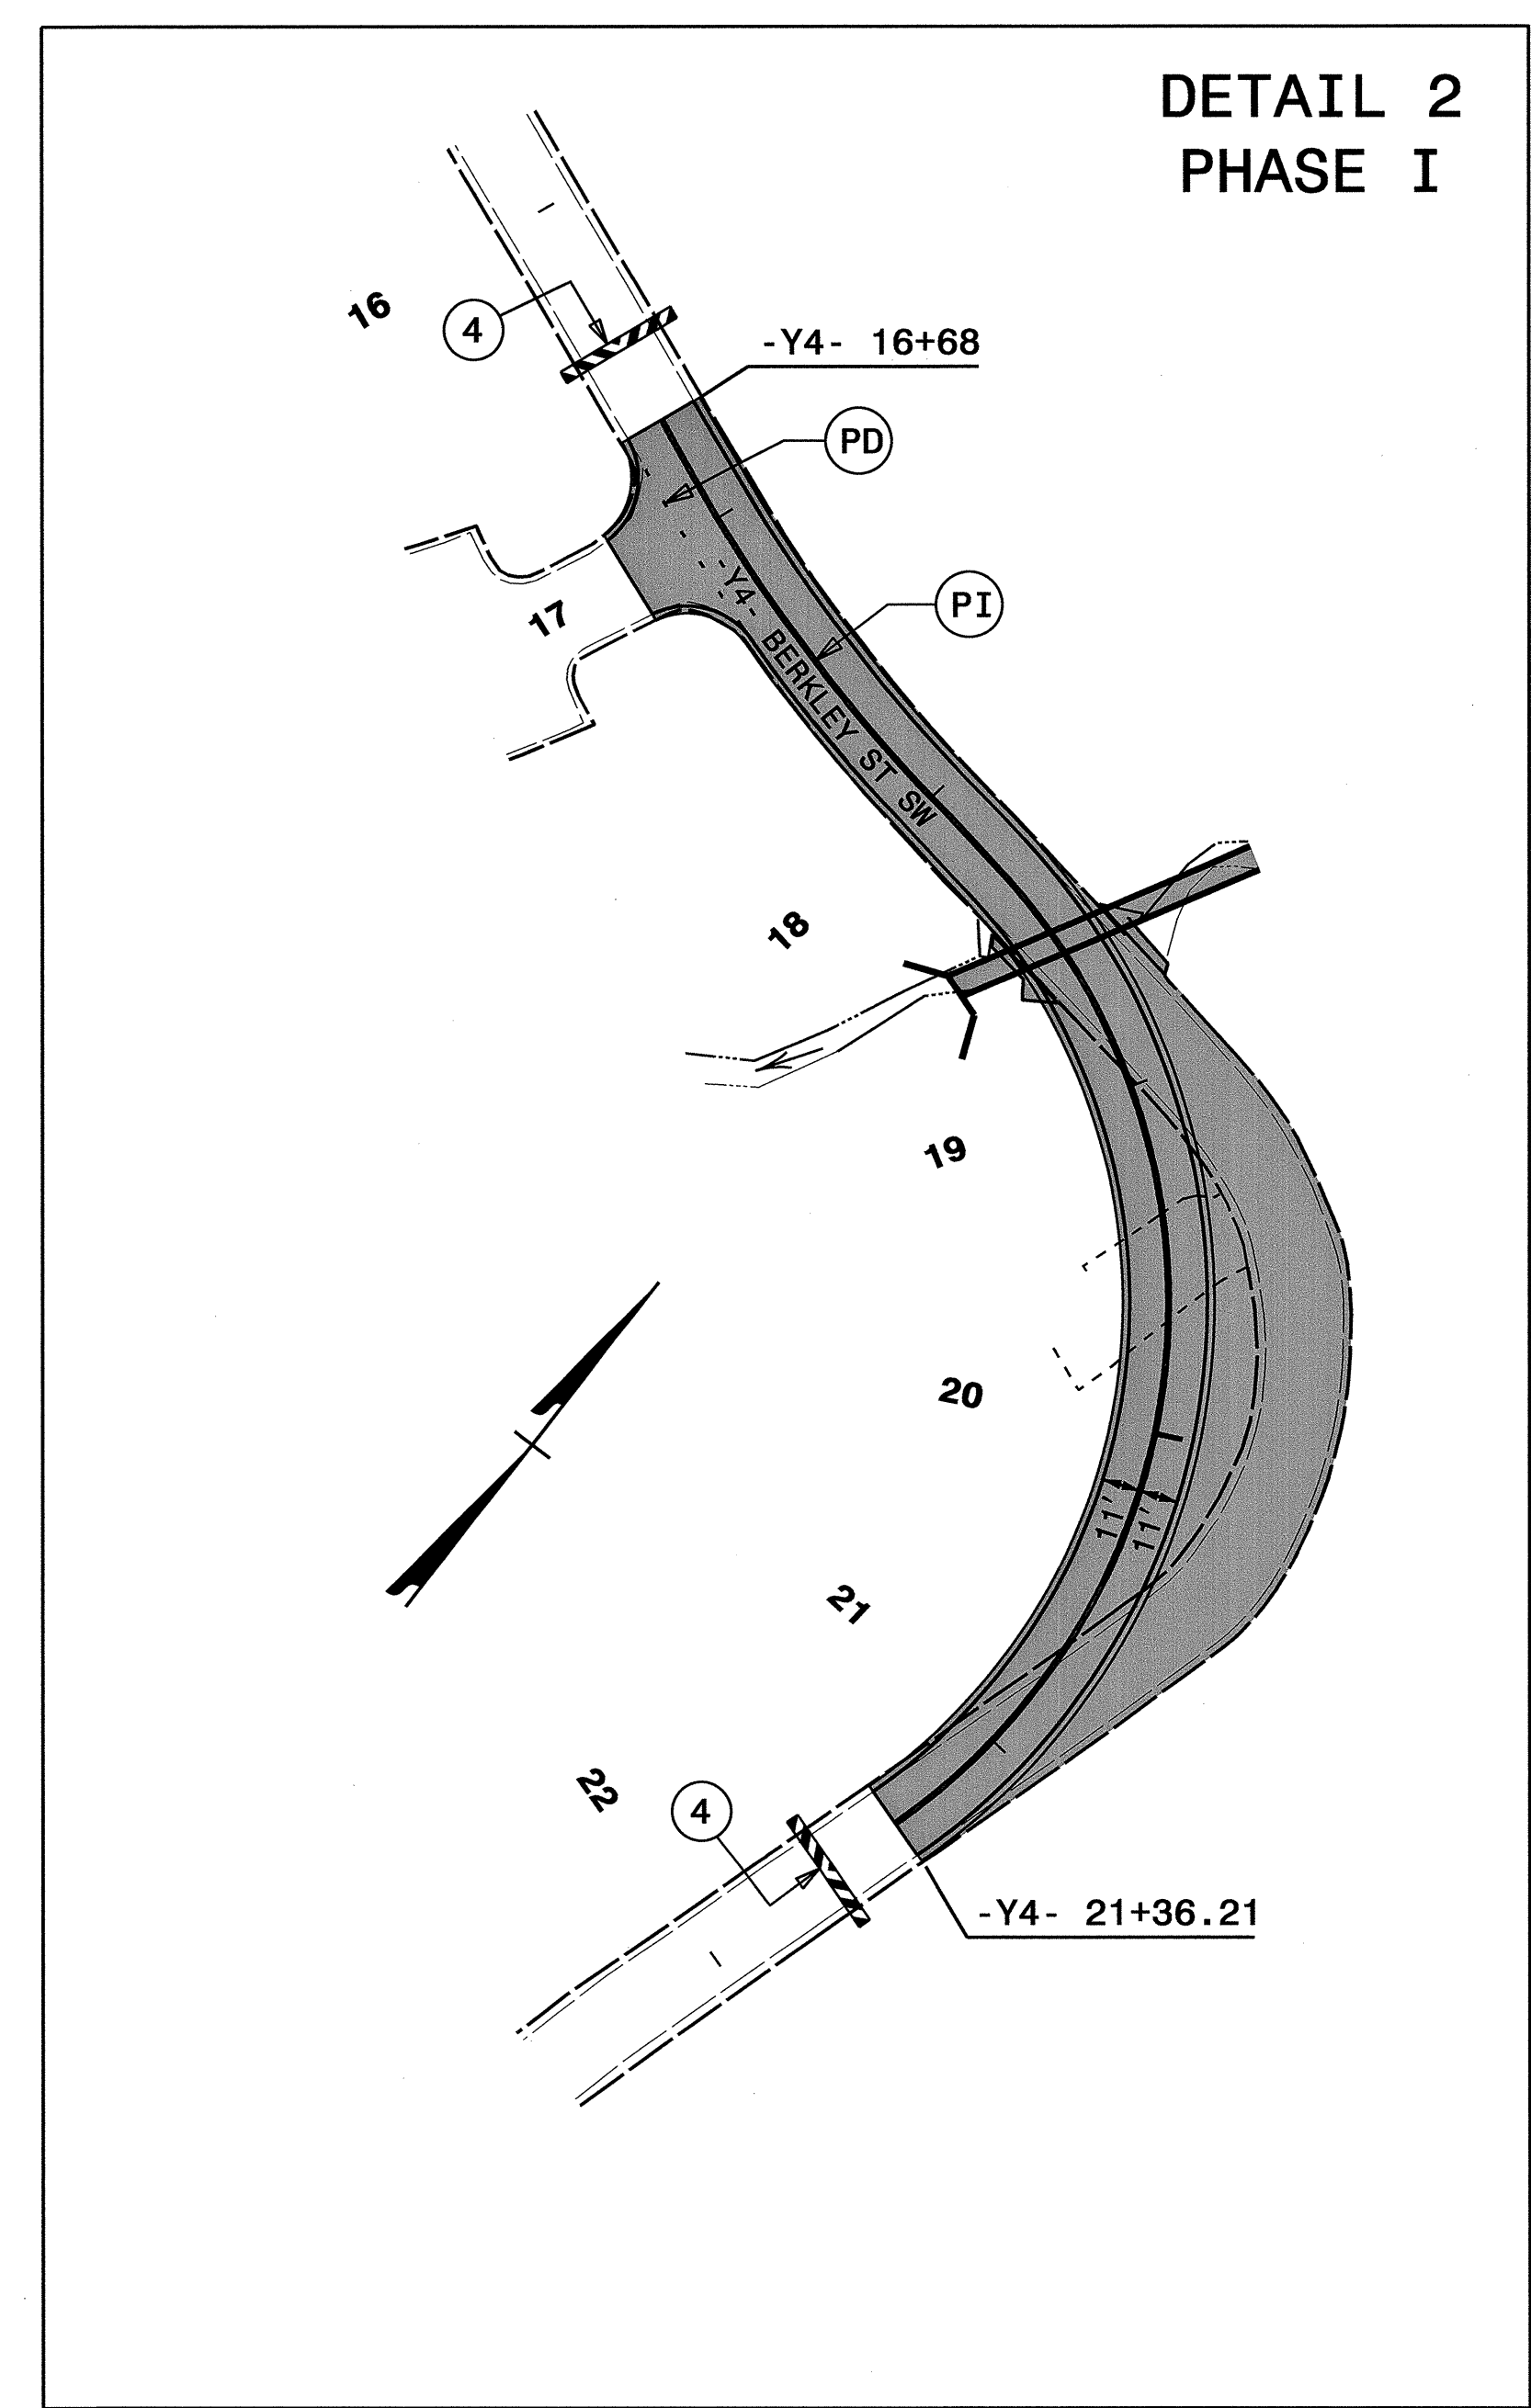 DETAIL 2
PHASE I
16
4
-Y4- 16+68
PD
PI
17
-Y4- BERKLEY ST SW
18
19
20
11'
11'
21
22
4
-Y4- 21+36.21